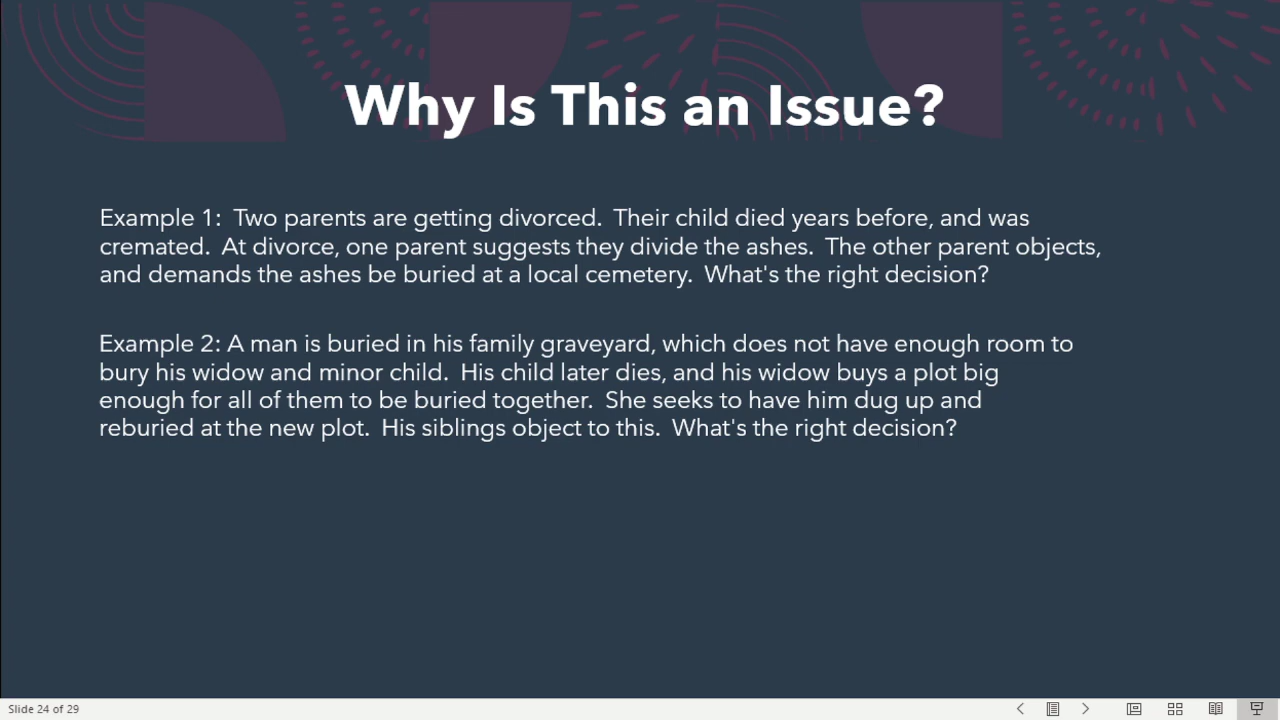 Why Is This an Issue?
Example 1:  Two parents are getting divorced.  Their child died years before, and was
cremated.  At divorce, one parent suggests they divide the ashes.  The other parent objects,
and demands the ashes be buried at a local cemetery.  What's the right decision?
Example 2: A man is buried in his family graveyard, which does not have enough room to
bury his widow and minor child.  His child later dies, and his widow buys a plot big
enough for all of them to be buried together.  She seeks to have him dug up and
reburied at the new plot.  His siblings object to this.  What's the right decision?
Slide 24 of 29